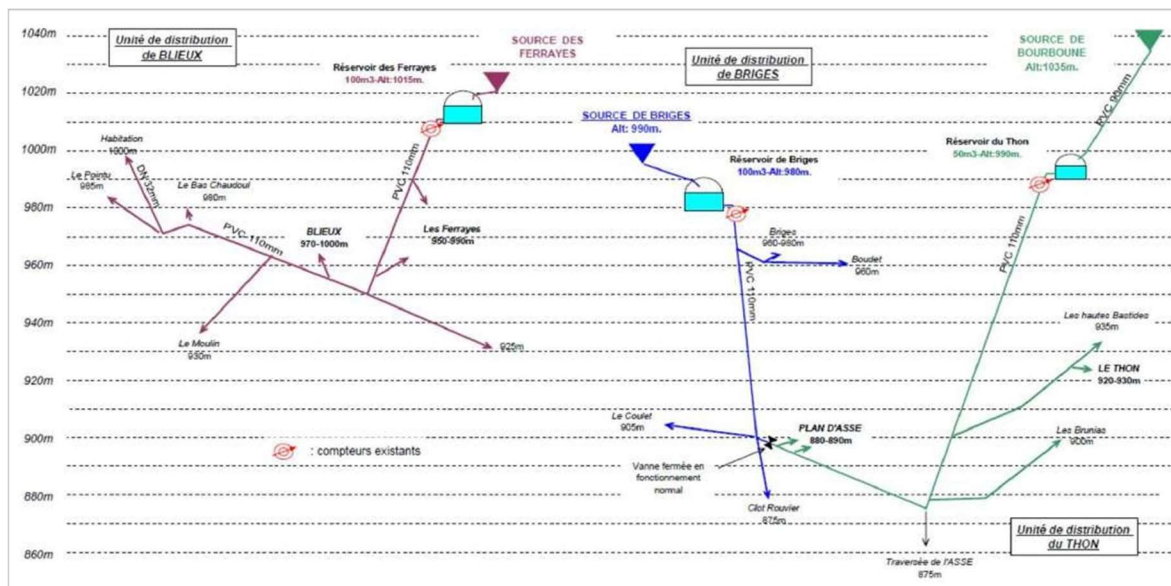 1040m
1020m
1000m
980m
960m
940m
920m
900m
880m
860m
Unité de distribution
de BLIEUX
SOURCE DES
FERRAYES
Réservoir des Ferrayes
100m3-Alt:1015m.
Habitation
1000m
DN 32mm
Le Pointu
985m
Le Bas Chaudoul
980m
PVC 110mm
BLIEUX
970-1000m
PVC 110mm
Les Ferrayes
950-990m
Le Moulin
930m
925m
: compteurs existants
Unité de distribution
de BRIGES
SOURCE DE BRIGES
Alt: 990m.
Réservoir de Briges
100m3-Alt:980m.
Briges
960-980m
Boudet
960m
PVC 110mm
Le Coulet
905m
PLAN D'ASSE
880-890m
Vanne fermée en
fonctionnement
normal
Clot Rouvier
875m
SOURCE DE
BOURBOUNE
Alt:1035m.
PVC 90mm
Réservoir du Thon
50m3-Alt:990m.
PVC 110mm
Les hautes Bastides
935m
LE THON
920-930m
Les Brunias
900m
Unité de distribution
du THON
Traversée de l'ASSE
875m